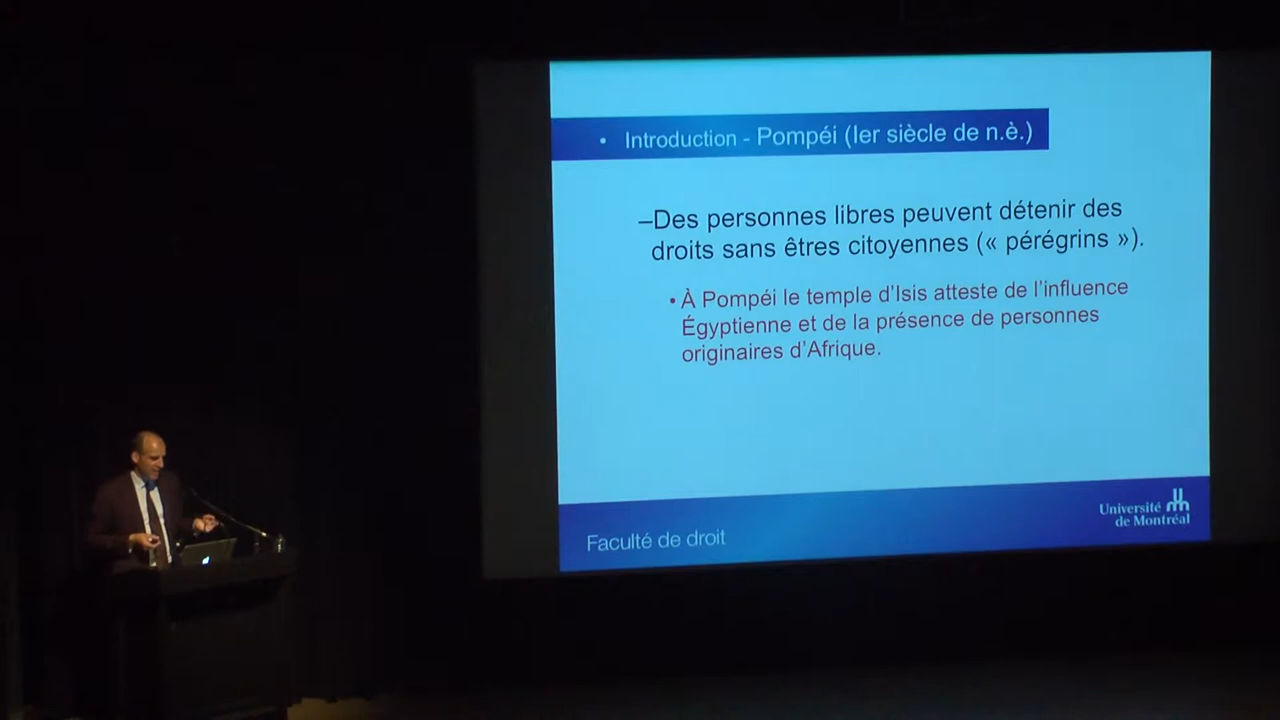 • Introduction - Pompéi (Ier siècle de n.è.)
–Des personnes libres peuvent détenir des
droits sans êtres citoyennes (« pérégrins »).
• À Pompéi le temple d’Isis atteste de l’influence
Égyptienne et de la présence de personnes
originaires d’Afrique.
Faculté de droit
Université
de Montréal